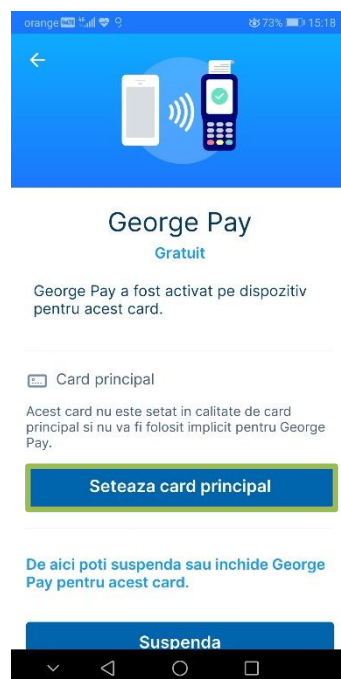 orange 73% 15:18
George Pay
Gratuit
George Pay a fost activat pe dispozitiv
pentru acest card.
Card principal
Acest card nu este setat in calitate de card
principal si nu va fi folosit implicit pentru George
Pay.
Seteaza card principal
De aici poti suspenda sau inchide George
Pay pentru acest card.
Suspenda